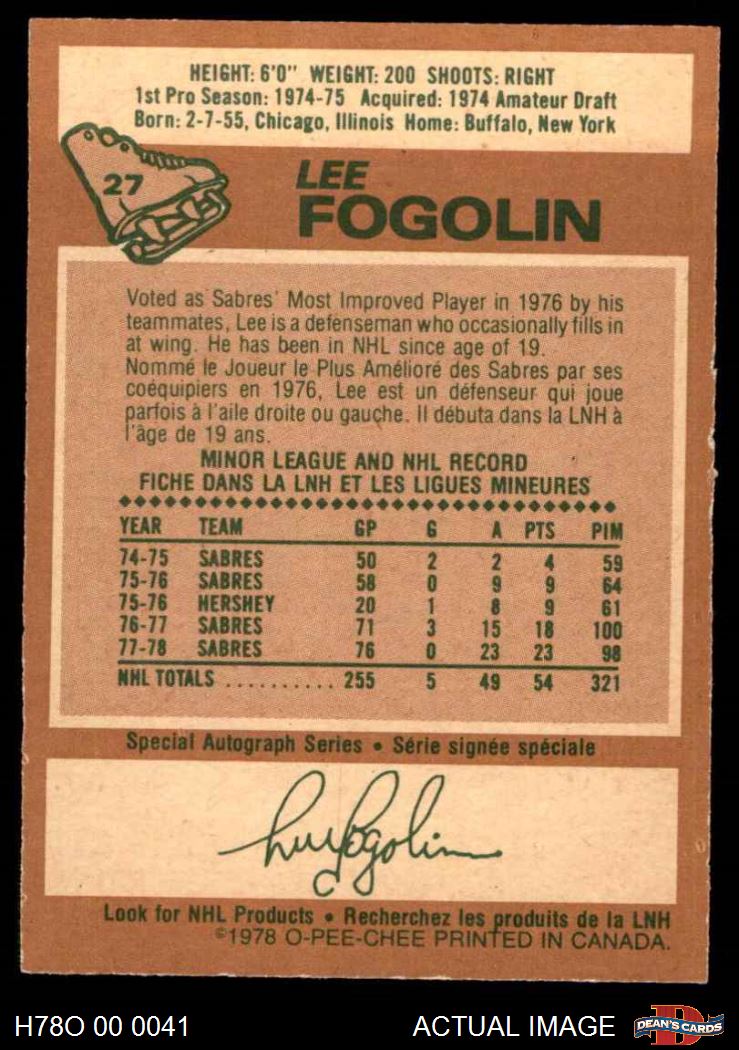 HEIGHT: 6'0" WEIGHT: 200 SHOOTS: RIGHT
1st Pro Season: 1974-75 Acquired: 1974 Amateur Draft
Born: 2-7-55, Chicago, Illinois Home: Buffalo, New York
27
LEE
FOGOLIN
Voted as Sabres' Most Improved Player in 1976 by his
teammates, Lee is a defenseman who occasionally fills in
at wing. He has been in NHL since age of 19.
Nommé le Joueur le Plus Amélioré des Sabres par ses
coéquipiers en 1976, Lee est un défenseur qui joue
parfois à l'aile droite ou gauche. Il débuta dans la LNH à
l'âge de 19 ans.
MINOR LEAGUE AND NHL RECORD
FICHE DANS LA LNH ET LES LIGUES MINEURES
YEAR TEAM GP G A PTS PIM
74-75 SABRES 50 2 2 4 59
75-76 SABRES 58 0 9 9 64
75-76 HERSHEY 20 1 8 9 61
76-77 SABRES 71 3 15 18 100
77-78 SABRES 76 0 23 23 98
NHL TOTALS .......... 255 5 49 54 321
Special Autograph Series • Série signée spéciale
Lee Fogolin
Look for NHL Products • Recherchez les produits de la LNH
©1978 O-PEE-CHEE PRINTED IN CANADA.
H78O 00 0041 ACTUAL IMAGE D DEAN'S CARDS